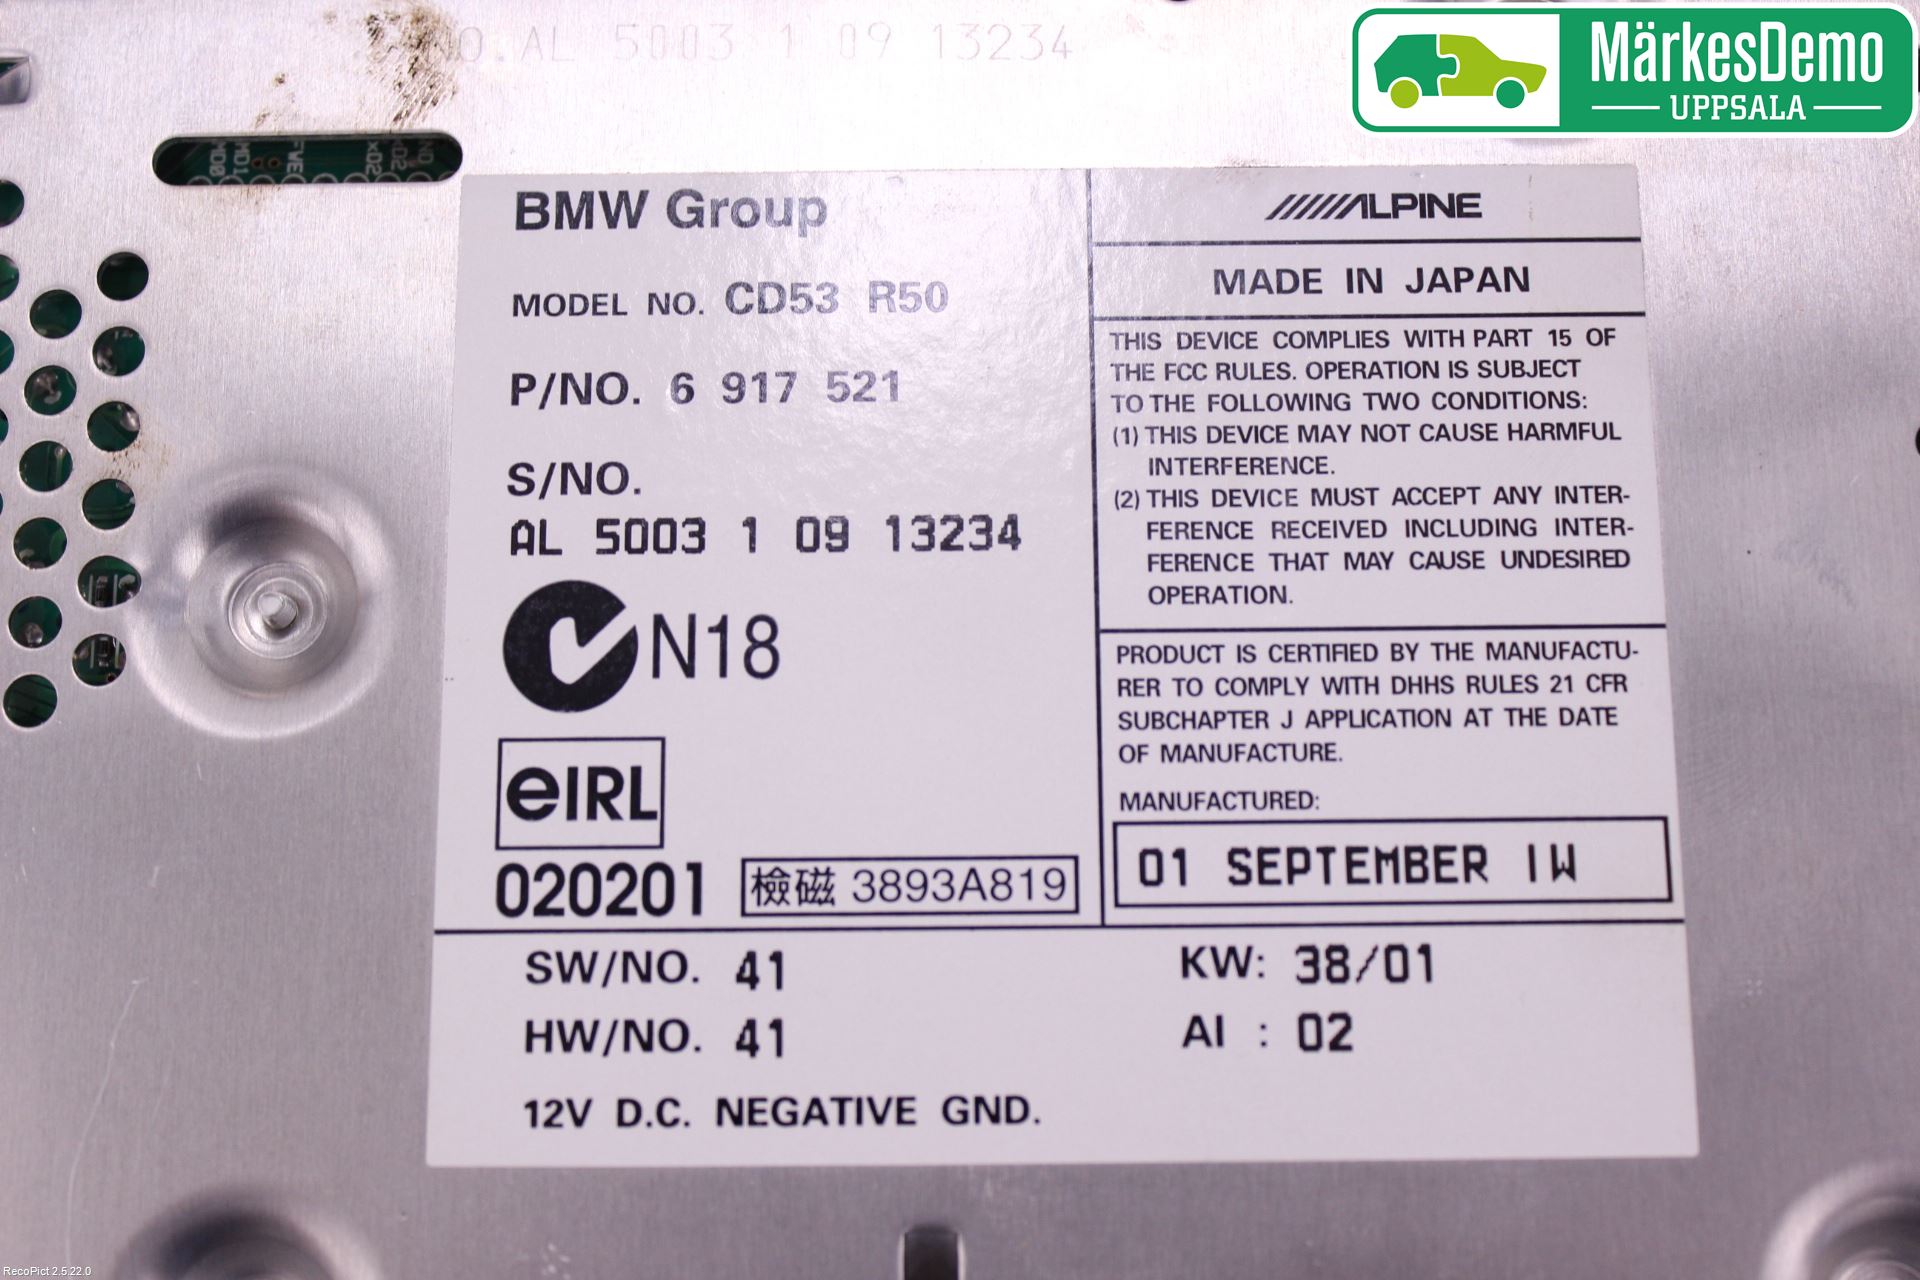 NO. AL 5003 1 09 13234
MärkesDemo
UPPSALA
MD0
MD1
BMW Group
MODEL NO. CD53 R50
P/NO. 6 917 521
S/NO.
AL 5003 1 09 13234
N18
eIRL
020201
檢磁 3893A819
ALPINE
MADE IN JAPAN
THIS DEVICE COMPLIES WITH PART 15 OF
THE FCC RULES. OPERATION IS SUBJECT
TO THE FOLLOWING TWO CONDITIONS:
(1) THIS DEVICE MAY NOT CAUSE HARMFUL
INTERFERENCE.
(2) THIS DEVICE MUST ACCEPT ANY INTER-
FERENCE RECEIVED INCLUDING INTER-
FERENCE THAT MAY CAUSE UNDESIRED
OPERATION.
PRODUCT IS CERTIFIED BY THE MANUFACTU-
RER TO COMPLY WITH DHHS RULES 21 CFR
SUBCHAPTER J APPLICATION AT THE DATE
OF MANUFACTURE.
MANUFACTURED:
01 SEPTEMBER IW
SW/NO. 41
HW/NO. 41
KW: 38/01
AI : 02
12V D.C. NEGATIVE GND.
RecoPict 2.5.22.0